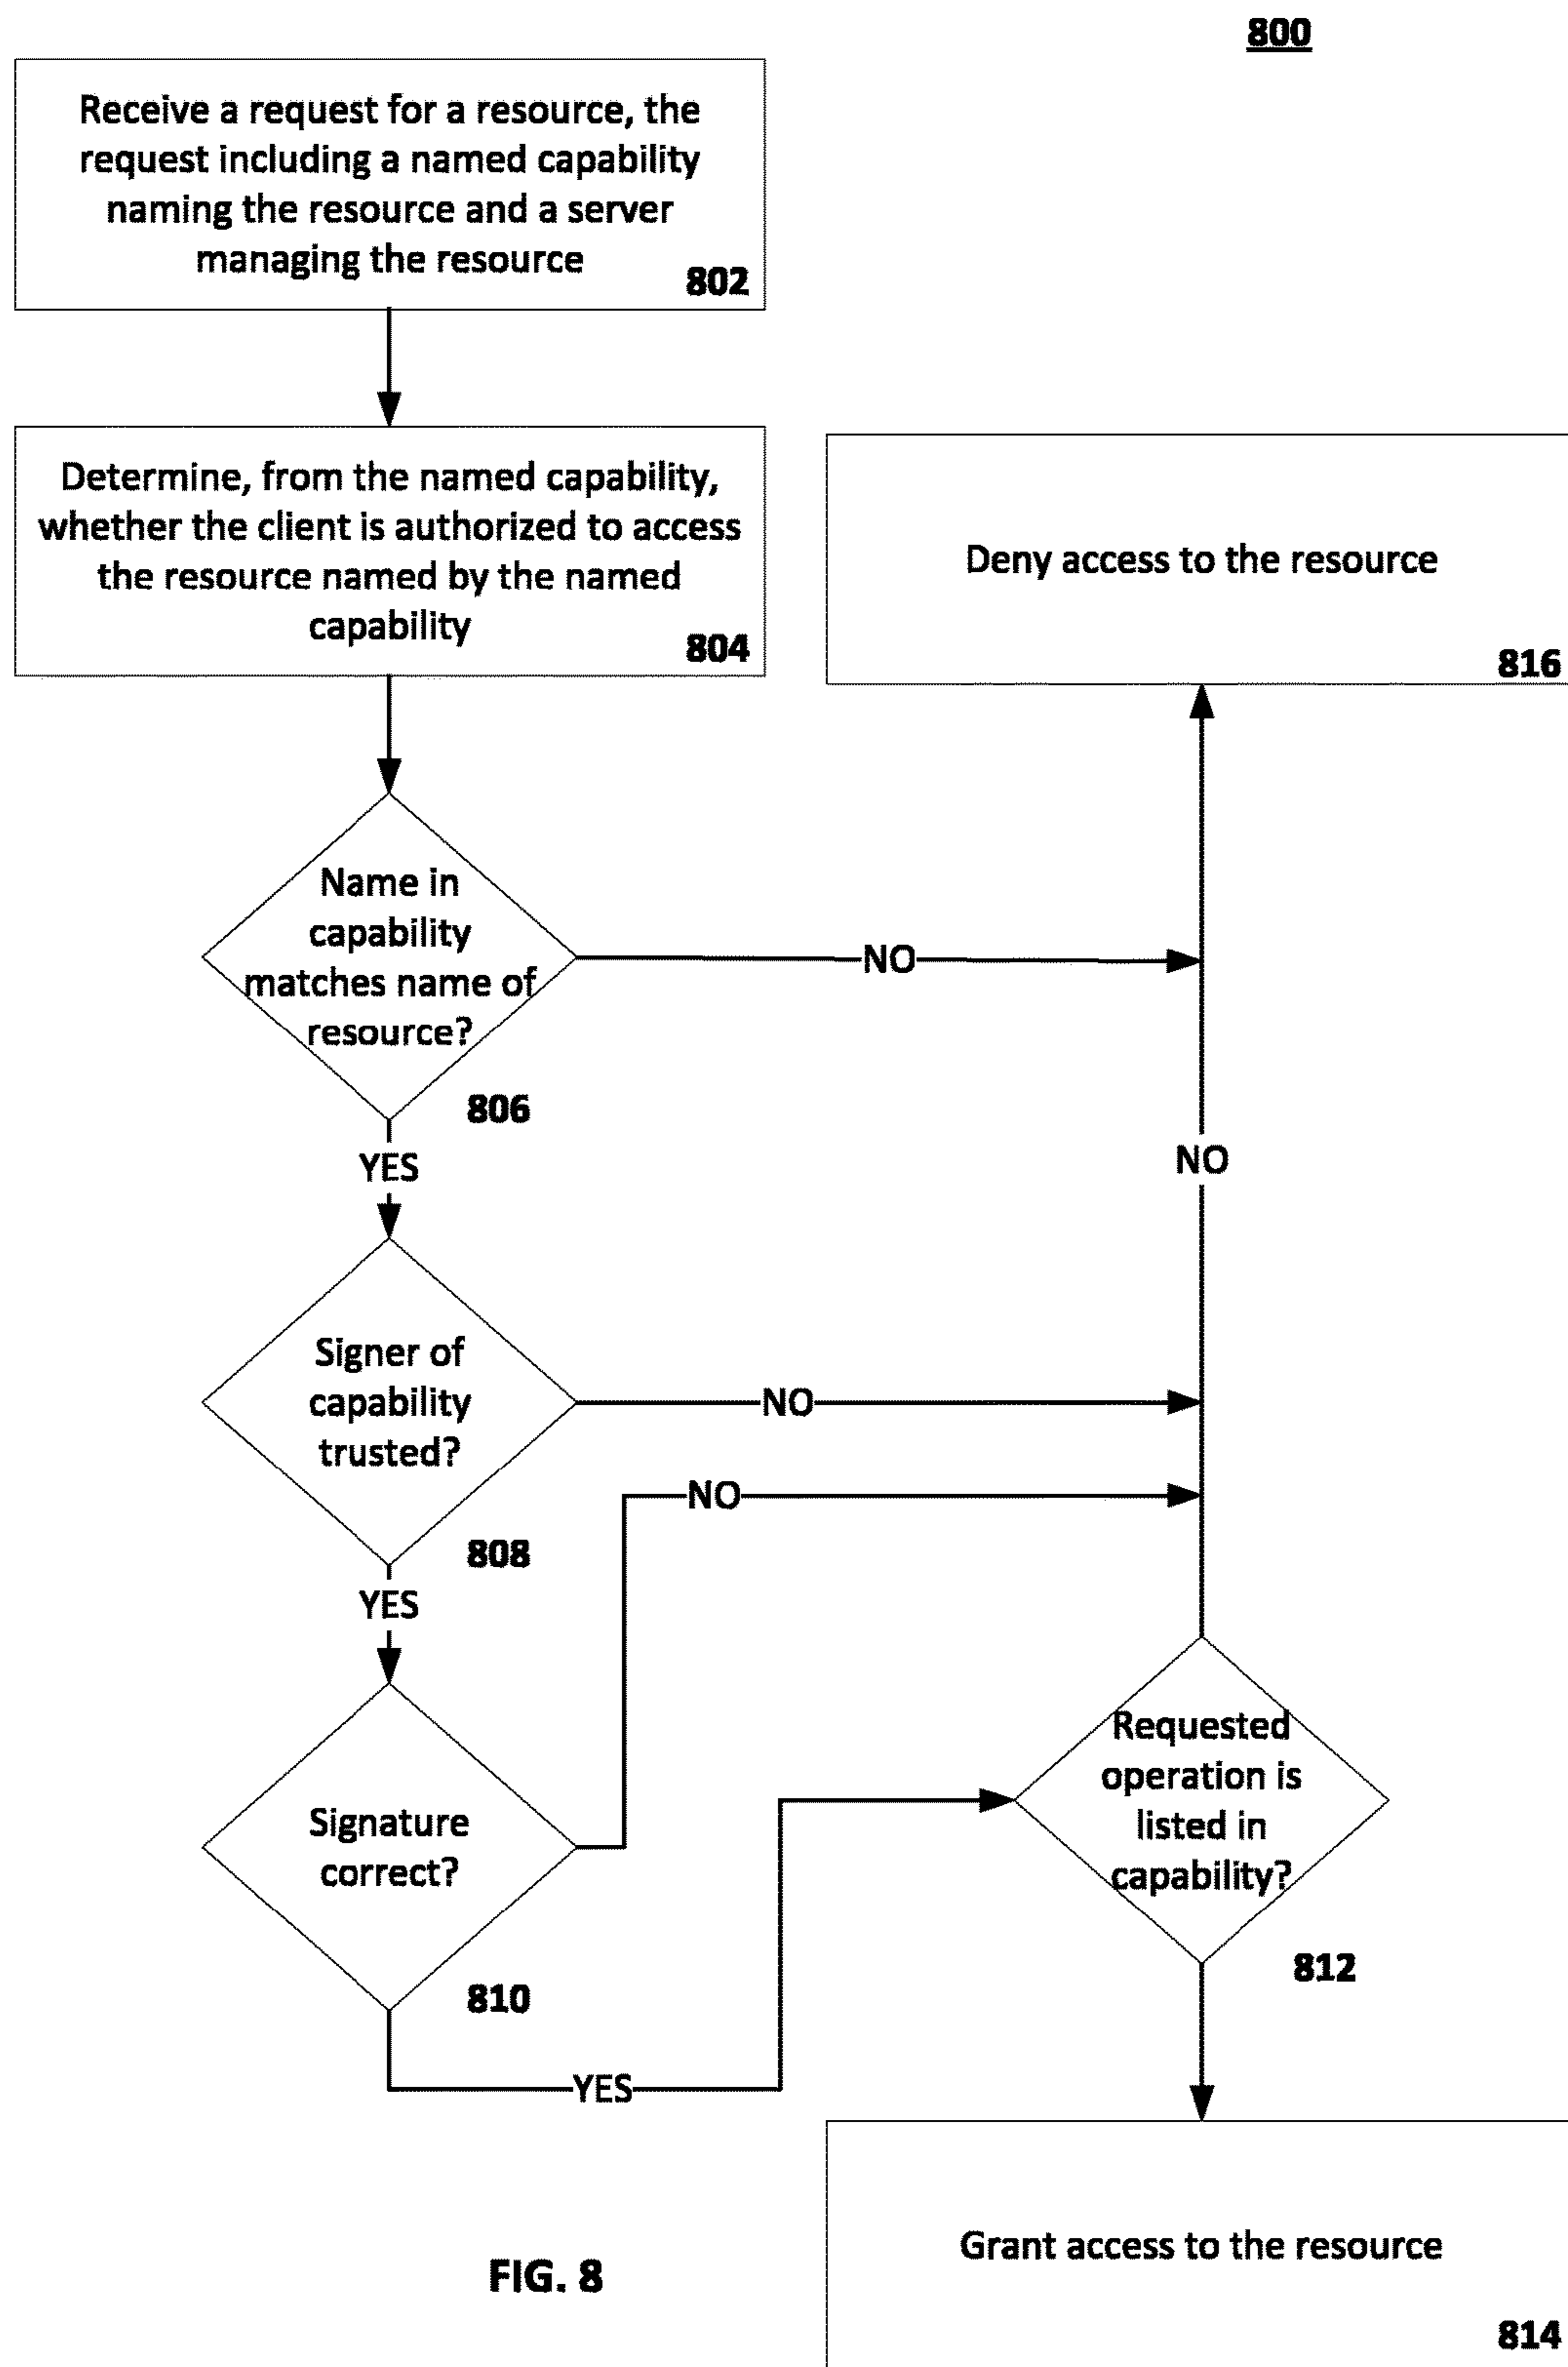 800
Receive a request for a resource, the
request including a named capability
naming the resource and a server
managing the resource
802
Determine, from the named capability,
whether the client is authorized to access
the resource named by the named
capability
804
Deny access to the resource
816
Name in
capability
matches name of
resource?
806
NO
YES
NO
Signer of
capability
trusted?
808
NO
NO
YES
Signature
correct?
810
YES
Requested
operation is
listed in
capability?
812
Grant access to the resource
814
FIG. 8